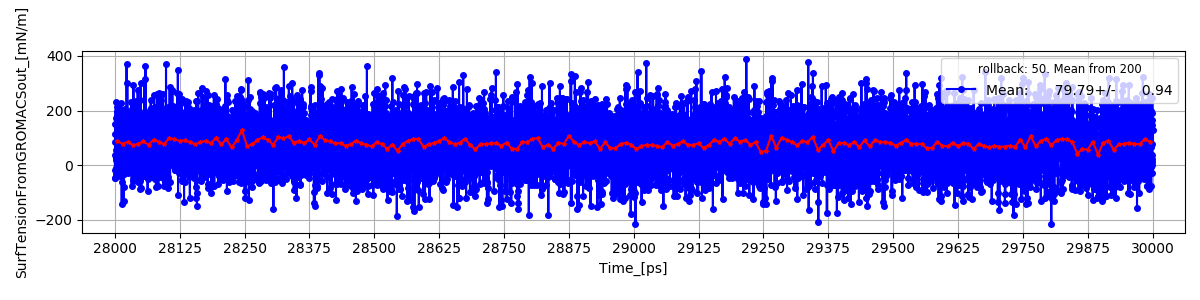 SurfTensionFromGROMACSout_[mN/m]
400
200
0
−200
rollback: 50. Mean from 200
Mean: 79.79+/- 0.94
28000 28125 28250 28375 28500 28625 28750 28875 29000 29125 29250 29375 29500 29625 29750 29875 30000
Time_[ps]